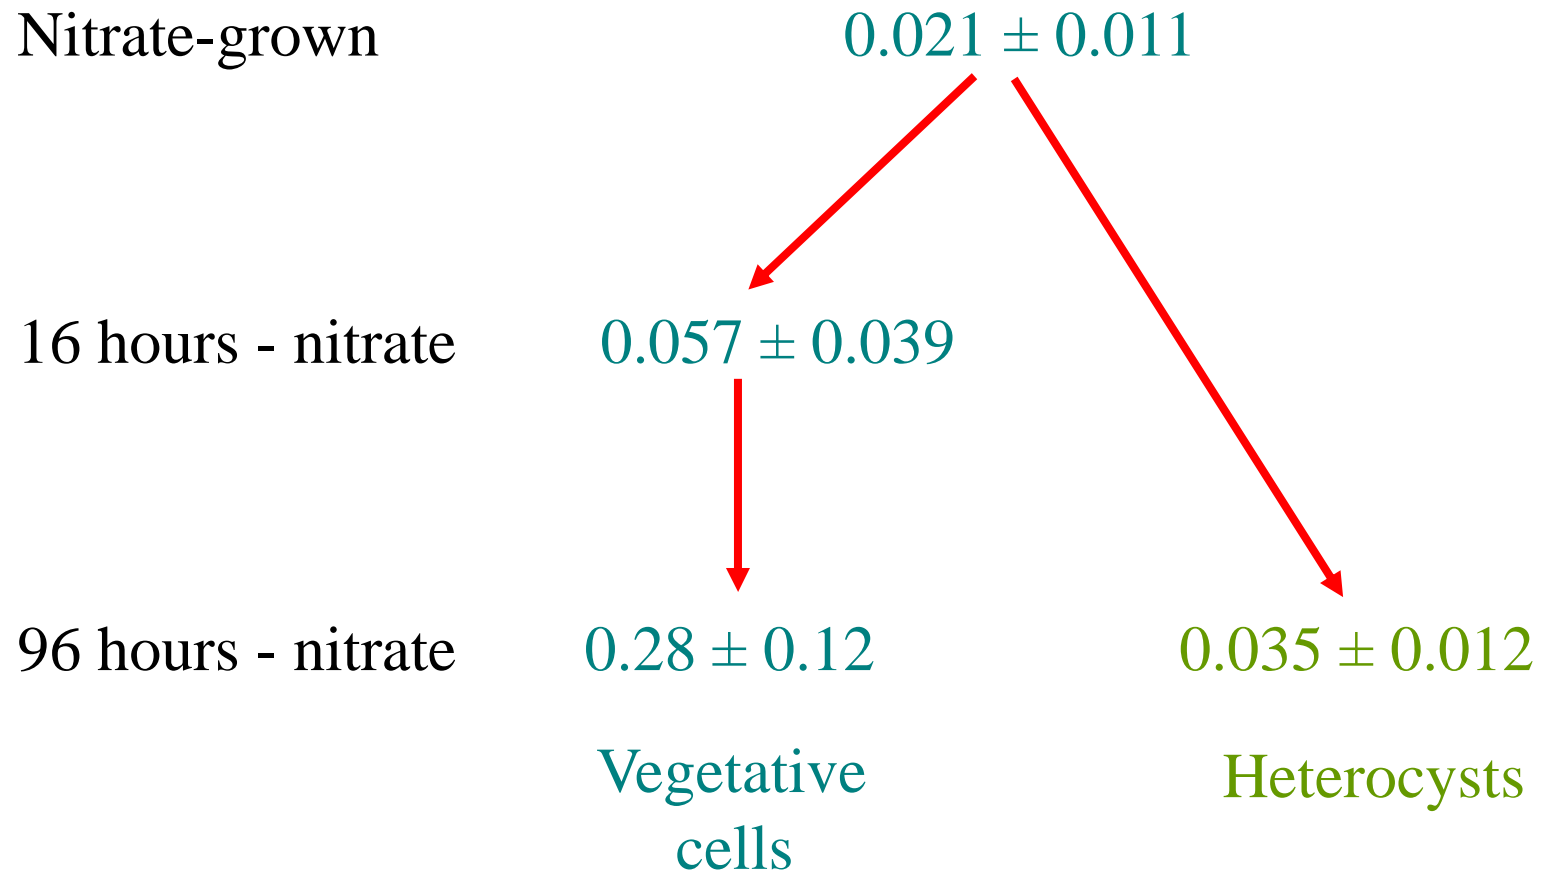 Nitrate-grown 0.021 ± 0.011
16 hours - nitrate 0.057 ± 0.039
96 hours - nitrate 0.28 ± 0.12 0.035 ± 0.012
Vegetative
cells
Heterocysts